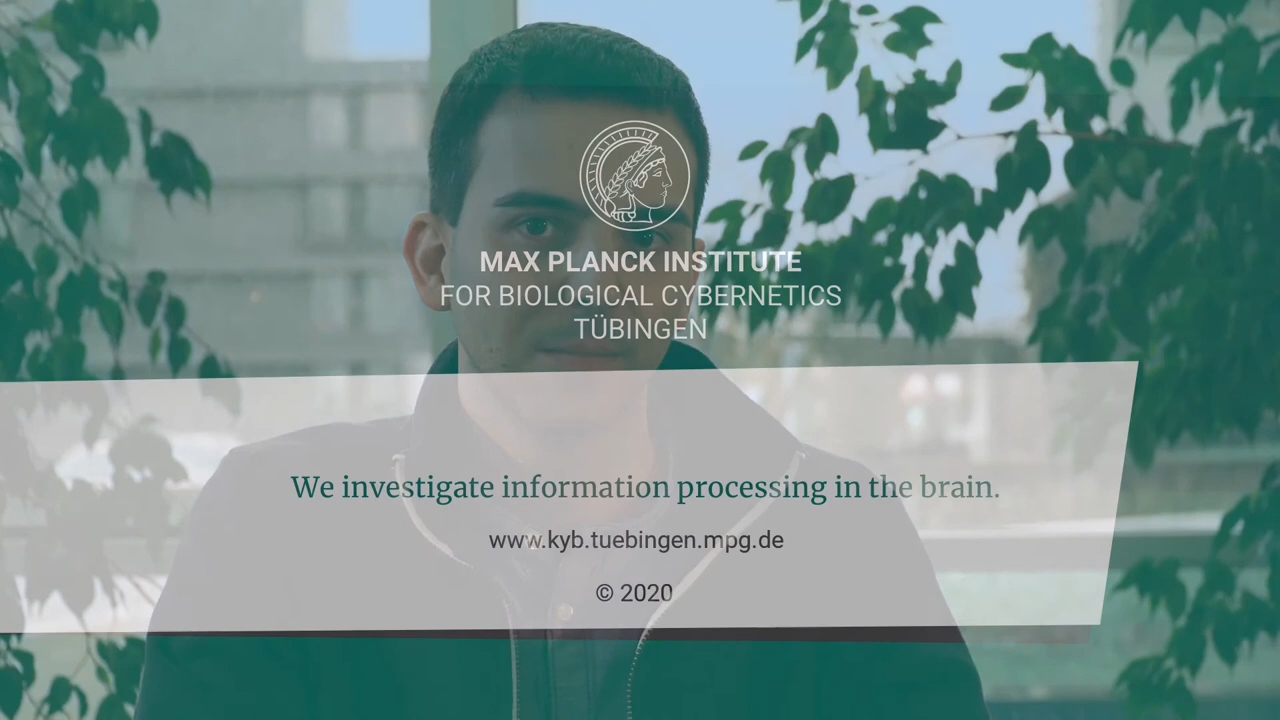 MAX PLANCK INSTITUTE
FOR BIOLOGICAL CYBERNETICS
TÜBINGEN
We investigate information processing in the brain.
www.kyb.tuebingen.mpg.de
© 2020